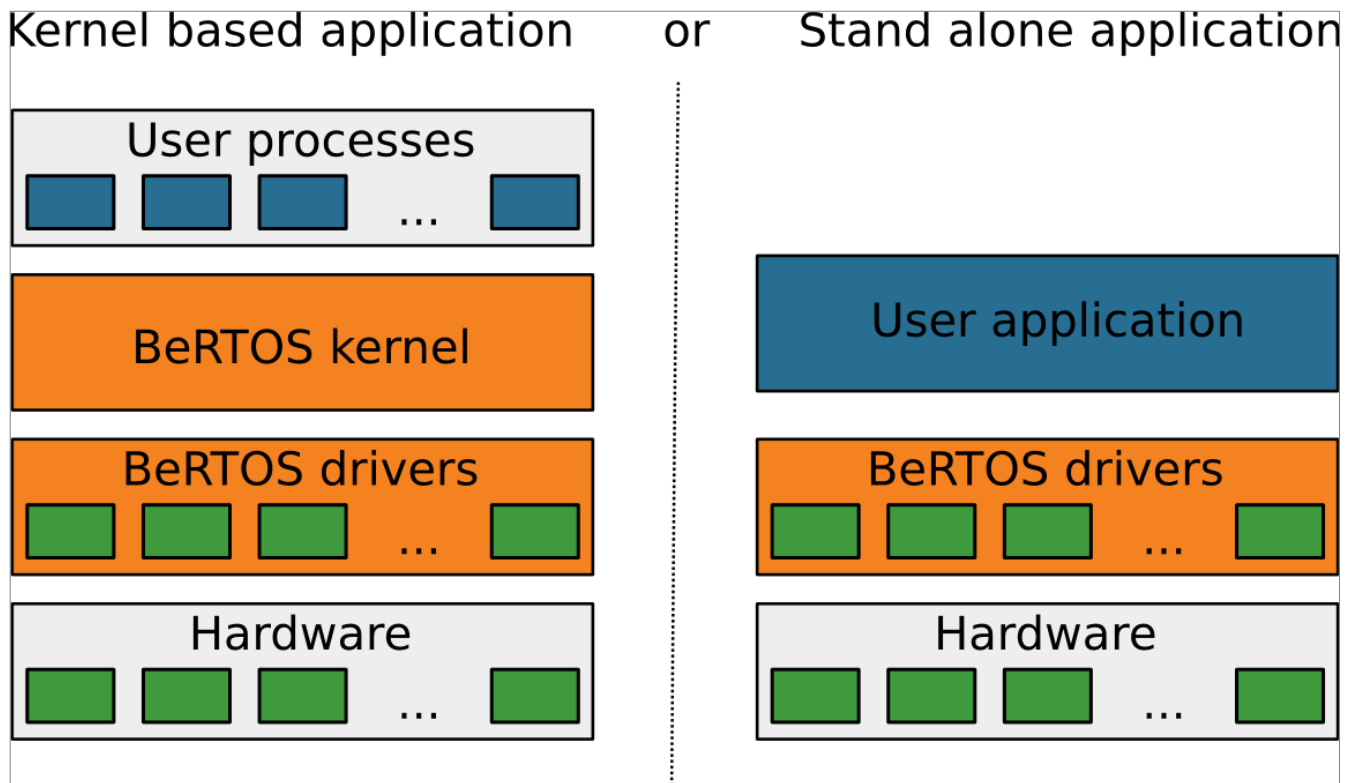 Kernel based application or Stand alone application
User processes
...
BeRTOS kernel
BeRTOS drivers
...
Hardware
...
User application
BeRTOS drivers
...
Hardware
...